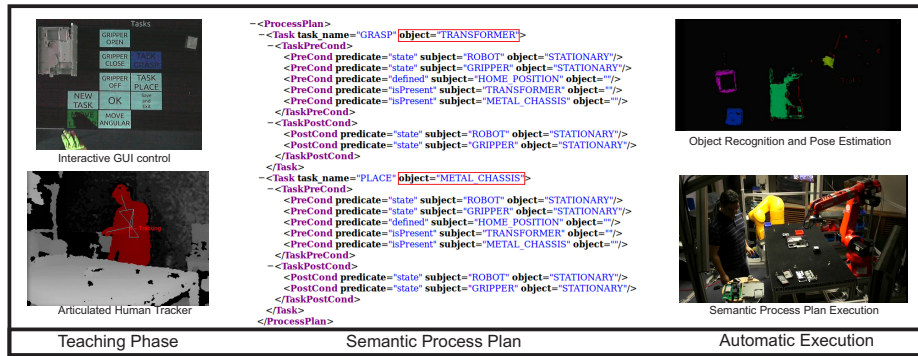 Tasks
GRIPPER
OPEN
GRIPPER
CLOSE
TASK
GRASP
GRIPPER
OFF
TASK
PLACE
NEW
TASK
OK
Save
and
Exit
MOVE
MOVE
ANGULAR
Interactive GUI control
Tracking
Articulated Human Tracker
Teaching Phase
−<ProcessPlan>
−<Task task_name="GRASP" object="TRANSFORMER">
−<TaskPreCond>
<PreCond predicate="state" subject="ROBOT" object="STATIONARY"/>
<PreCond predicate="state" subject="GRIPPER" object="STATIONARY"/>
<PreCond predicate="defined" subject="HOME_POSITION" object=""/>
<PreCond predicate="isPresent" subject="TRANSFORMER" object=""/>
<PreCond predicate="isPresent" subject="METAL_CHASSIS" object=""/>
</TaskPreCond>
−<TaskPostCond>
<PostCond predicate="state" subject="ROBOT" object="STATIONARY"/>
<PostCond predicate="state" subject="GRIPPER" object="STATIONARY"/>
</TaskPostCond>
</Task>
−<Task task_name="PLACE" object="METAL_CHASSIS">
−<TaskPreCond>
<PreCond predicate="state" subject="ROBOT" object="STATIONARY"/>
<PreCond predicate="state" subject="GRIPPER" object="STATIONARY"/>
<PreCond predicate="defined" subject="HOME_POSITION" object=""/>
<PreCond predicate="isPresent" subject="TRANSFORMER" object=""/>
<PreCond predicate="isPresent" subject="METAL_CHASSIS" object=""/>
</TaskPreCond>
−<TaskPostCond>
<PostCond predicate="state" subject="ROBOT" object="STATIONARY"/>
<PostCond predicate="state" subject="GRIPPER" object="STATIONARY"/>
</TaskPostCond>
</Task>
</ProcessPlan>
Semantic Process Plan
Object Recognition and Pose Estimation
Semantic Process Plan Execution
Automatic Execution